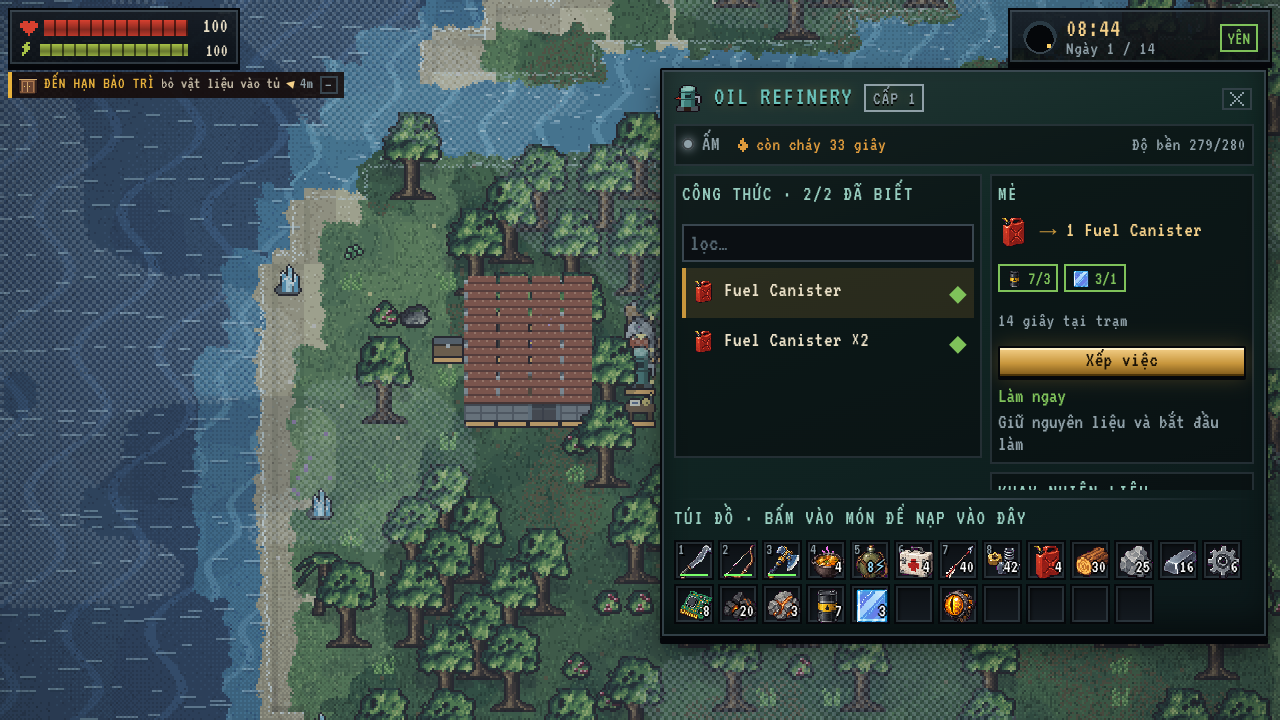 100
100
ĐẾN HẠN BẢO TRÌ bỏ vật liệu vào tủ ◄ 4m −
08:44
Ngày 1 / 14
YÊN
OIL REFINERY CẤP 1
ẤM còn cháy 33 giây
Độ bền 279/280
CÔNG THỨC · 2/2 ĐÃ BIẾT
lọc…
Fuel Canister
Fuel Canister ×2
MẺ
→ 1 Fuel Canister
7/3 3/1
14 giây tại trạm
Xếp việc
Làm ngay
Giữ nguyên liệu và bắt đầu
làm
KHAY NHIÊN LIỆU
TÚI ĐỒ · BẤM VÀO MÓN ĐỂ NẠP VÀO ĐÂY
1 2 3 4 4 5 8 4 7 40 8 42 4 30 25 16 6
8 20 3 7 3